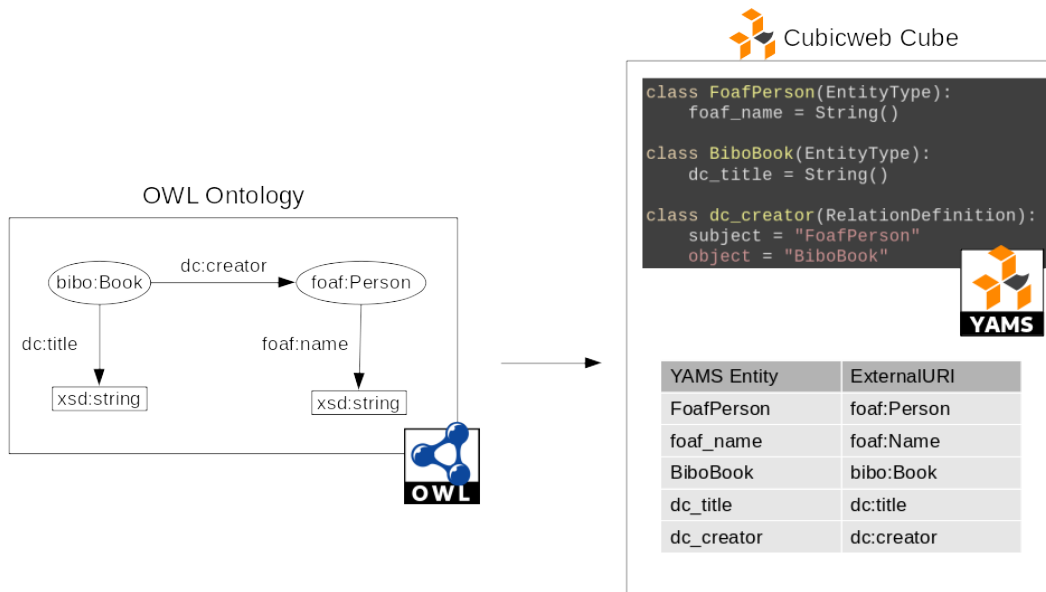 Cubicweb Cube
class FoafPerson(EntityType):
    foaf_name = String()
class BiboBook(EntityType):
    dc_title = String()
class dc_creator(RelationDefinition):
    subject = "FoafPerson"
    object = "BiboBook"
YAMS
OWL Ontology
bibo:Book
dc:creator
foaf:Person
dc:title
foaf:name
xsd:string
xsd:string
OWL
YAMS Entity ExternalURI
FoafPerson foaf:Person
foaf_name foaf:Name
BiboBook bibo:Book
dc_title dc:title
dc_creator dc:creator